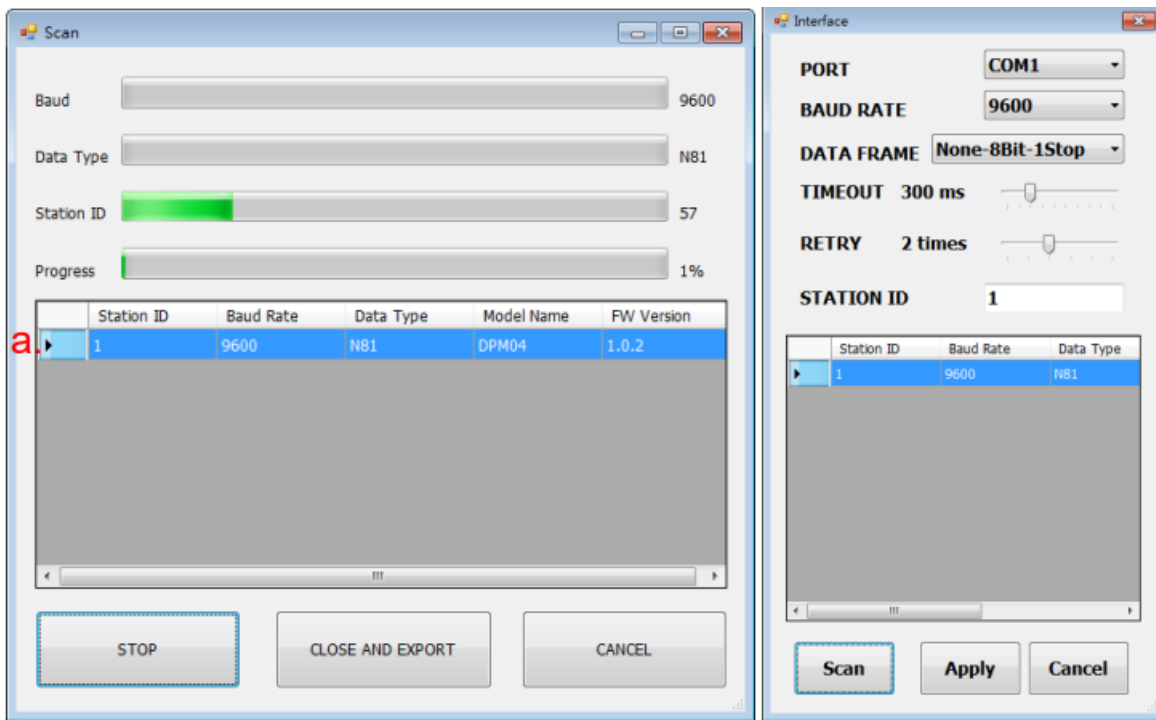 Scan
Baud 9600
Data Type N81
Station ID 57
Progress 1%
Station ID Baud Rate Data Type Model Name FW Version
a. 1 9600 N81 DPM04 1.0.2
STOP CLOSE AND EXPORT CANCEL
Interface
PORT COM1
BAUD RATE 9600
DATA FRAME None-8Bit-1Stop
TIMEOUT 300 ms
RETRY 2 times
STATION ID 1
Station ID Baud Rate Data Type
1 9600 N81
Scan Apply Cancel